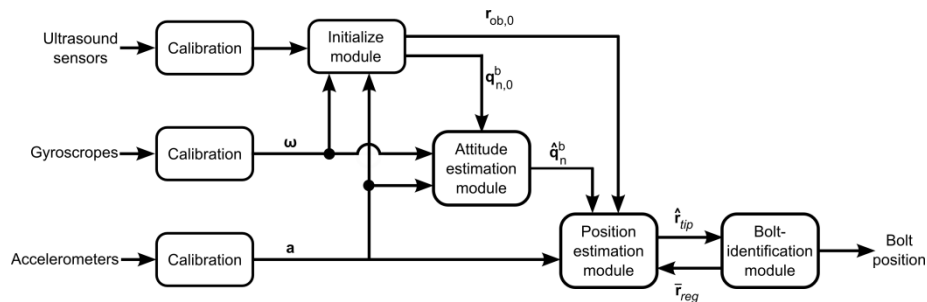 Ultrasound
sensors
Calibration
Initialize
module
r_ob,0
q^b_n,0
Gyroscopes
Calibration
ω
Attitude
estimation
module
q̂^b_n
Accelerometers
Calibration
a
Position
estimation
module
r̂_tip
r̄_reg
Bolt-
identification
module
Bolt
position